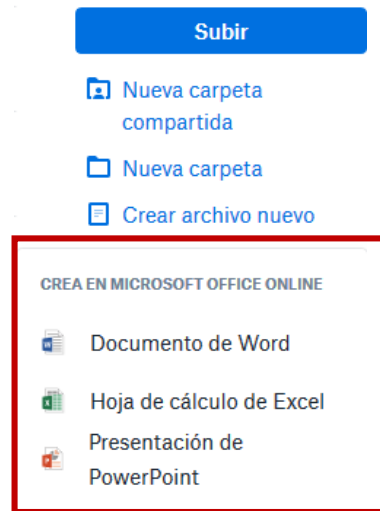 Subir
Nueva carpeta
compartida
Nueva carpeta
Crear archivo nuevo
CREA EN MICROSOFT OFFICE ONLINE
Documento de Word
Hoja de cálculo de Excel
Presentación de
PowerPoint